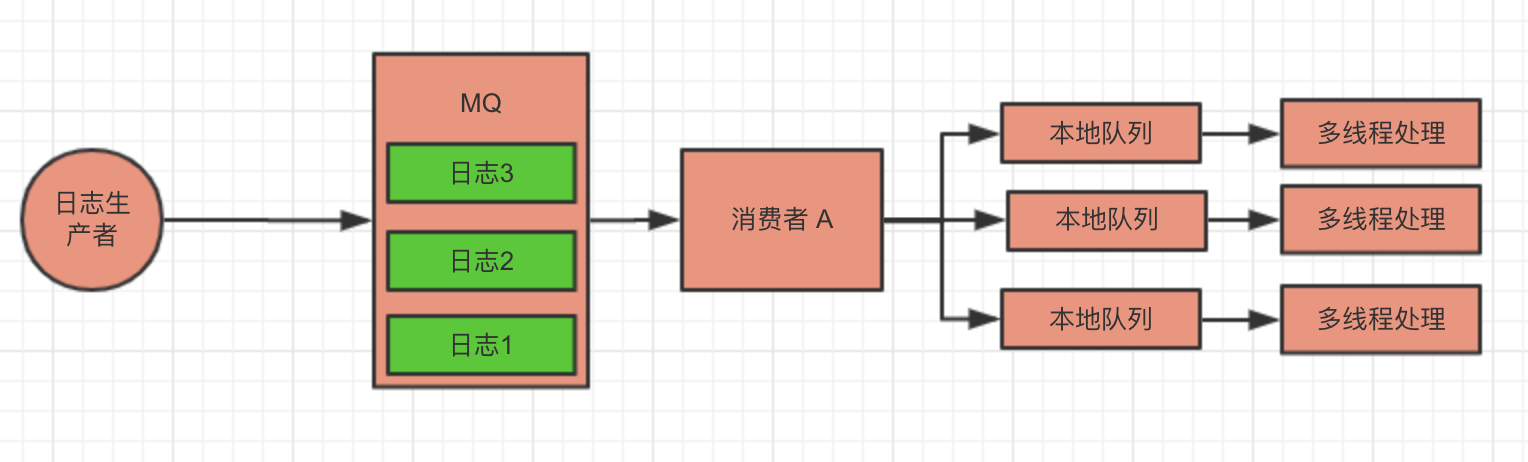 日志生
产者
MQ
日志3
日志2
日志1
消费者 A
本地队列
多线程处理
本地队列
多线程处理
本地队列
多线程处理